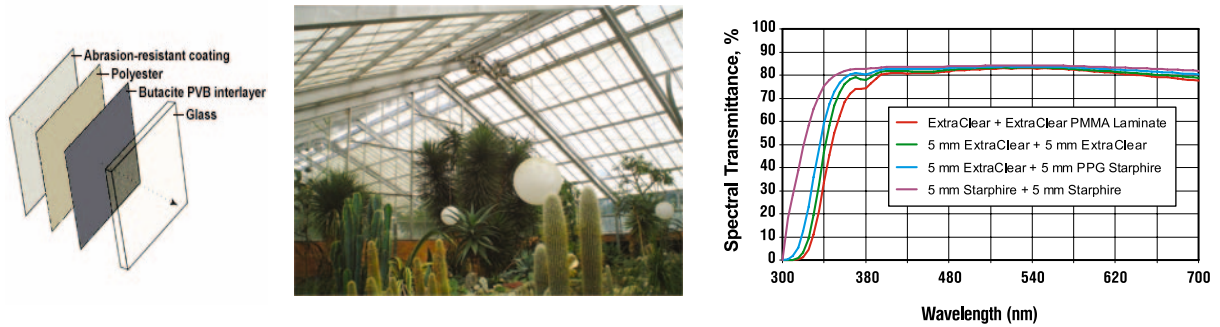 Abrasion-resistant coating
Polyester
Butacite PVB interlayer
Glass
Spectral Transmittance, %
100
90
80
70
60
50
40
30
20
10
0
ExtraClear + ExtraClear PMMA Laminate
5 mm ExtraClear + 5 mm ExtraClear
5 mm ExtraClear + 5 mm PPG Starphire
5 mm Starphire + 5 mm Starphire
300 380 480 540 620 700
Wavelength (nm)